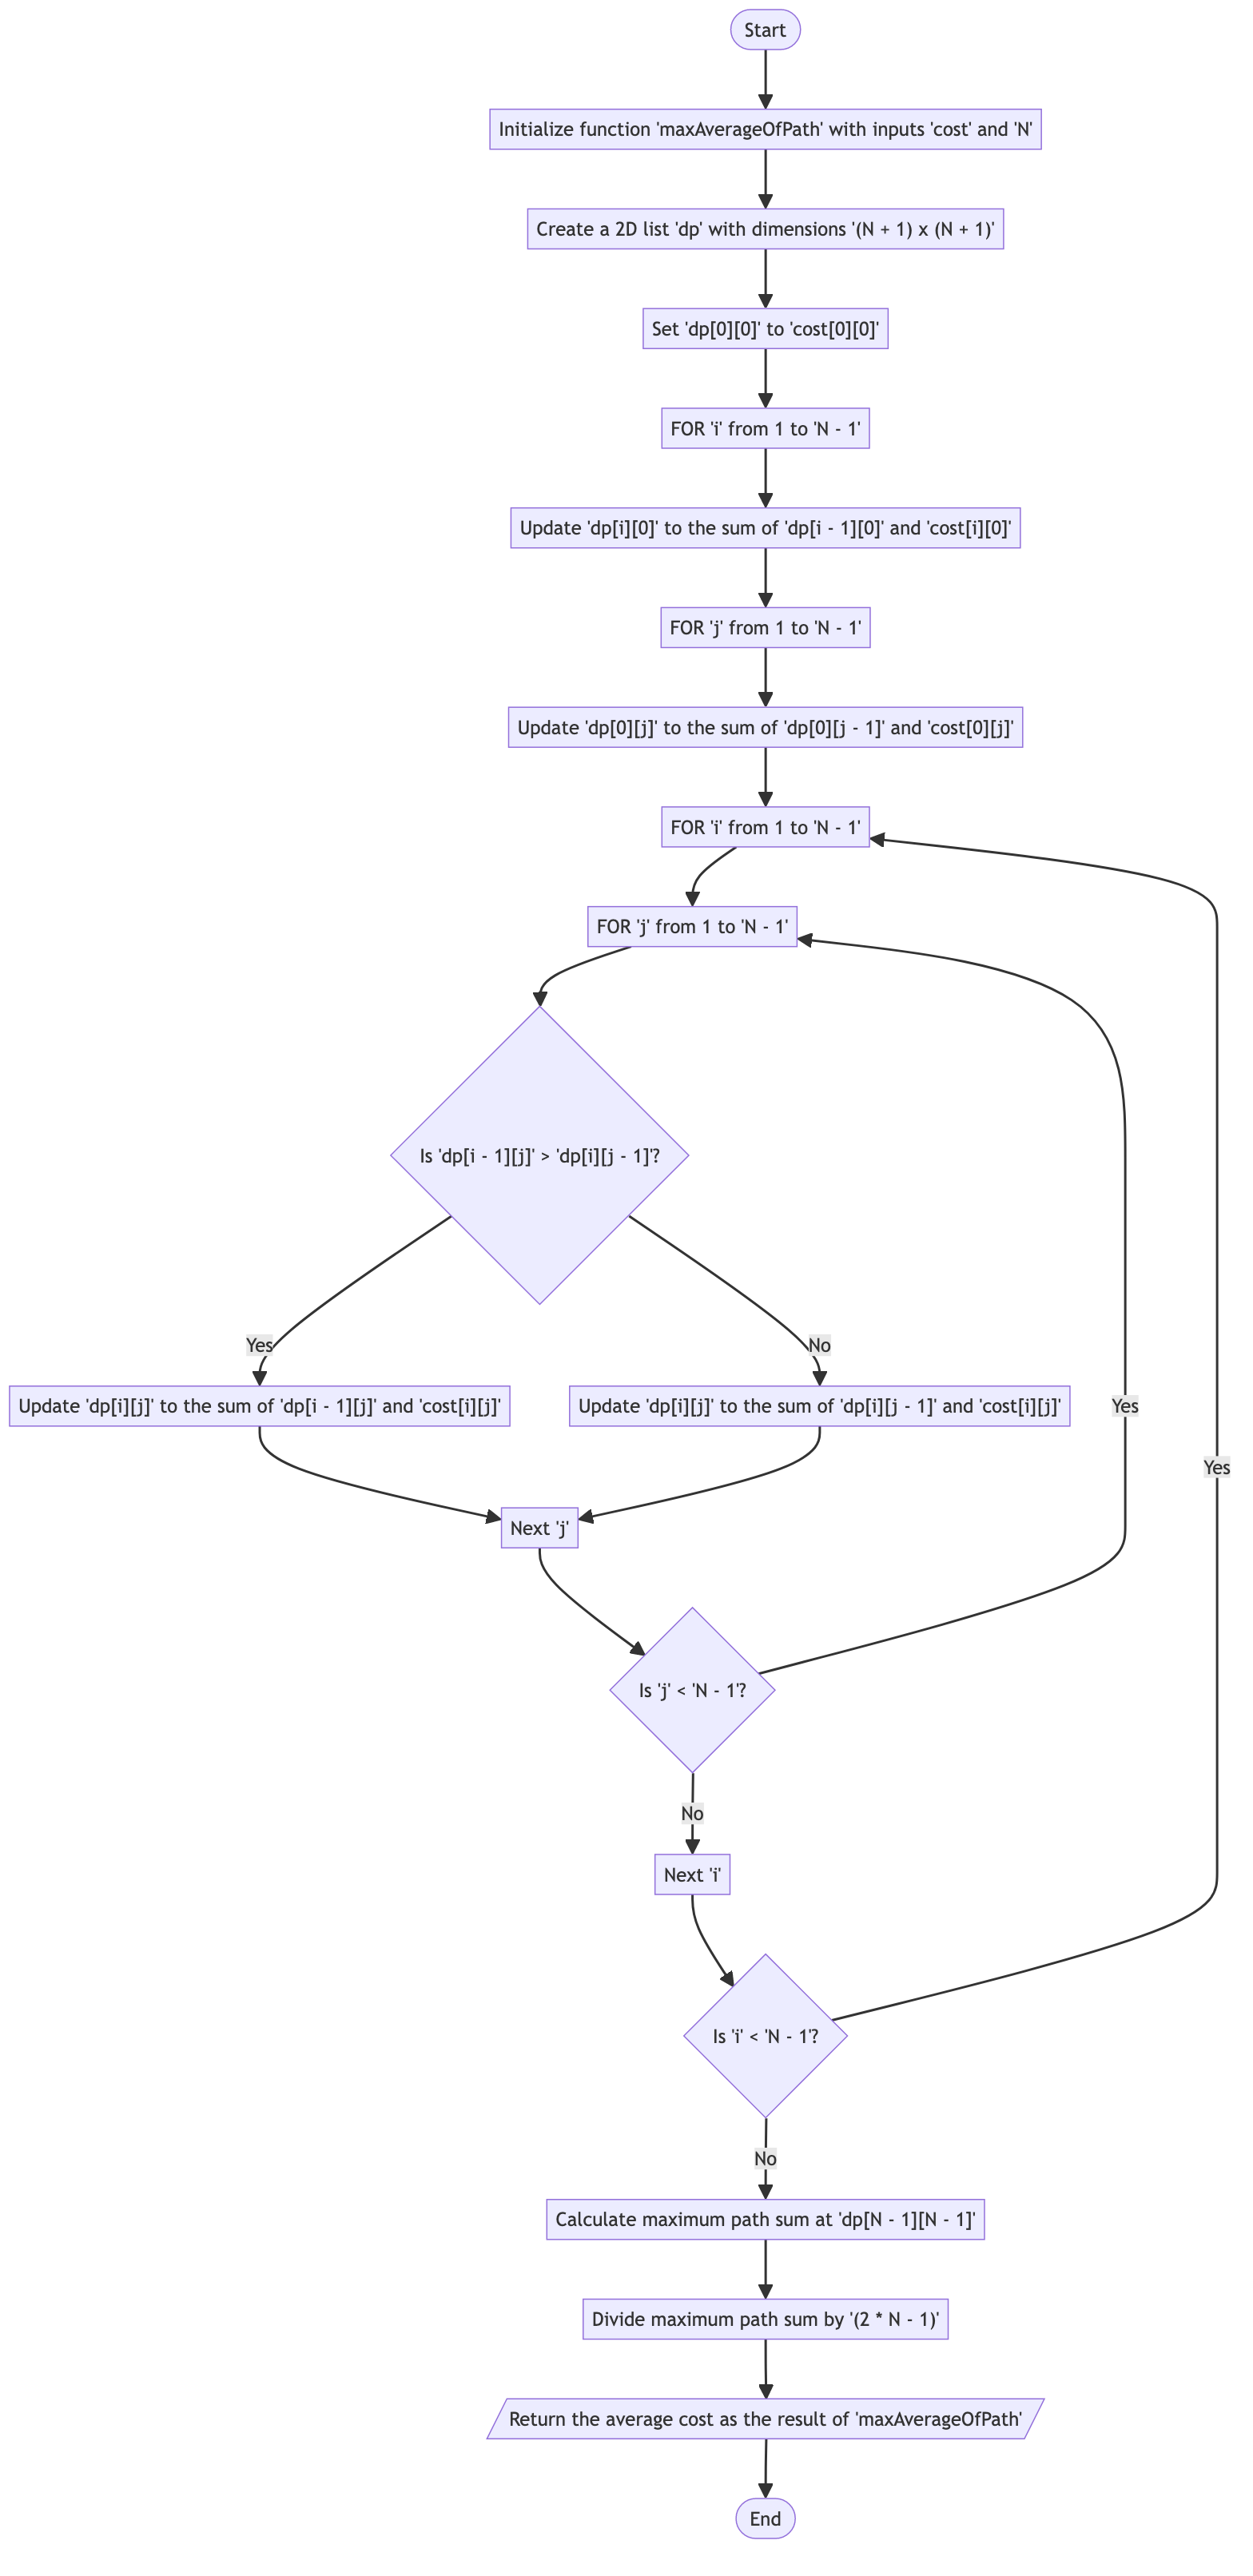 Start
Initialize function 'maxAverageOfPath' with inputs 'cost' and 'N'
Create a 2D list 'dp' with dimensions '(N + 1) x (N + 1)'
Set 'dp[0][0]' to 'cost[0][0]'
FOR 'i' from 1 to 'N - 1'
Update 'dp[i][0]' to the sum of 'dp[i - 1][0]' and 'cost[i][0]'
FOR 'j' from 1 to 'N - 1'
Update 'dp[0][j]' to the sum of 'dp[0][j - 1]' and 'cost[0][j]'
FOR 'i' from 1 to 'N - 1'
FOR 'j' from 1 to 'N - 1'
Is 'dp[i - 1][j]' > 'dp[i][j - 1]'?
Yes
No
Update 'dp[i][j]' to the sum of 'dp[i - 1][j]' and 'cost[i][j]'
Update 'dp[i][j]' to the sum of 'dp[i][j - 1]' and 'cost[i][j]'
Yes
Yes
Next 'j'
Is 'j' < 'N - 1'?
No
Next 'i'
Is 'i' < 'N - 1'?
No
Calculate maximum path sum at 'dp[N - 1][N - 1]'
Divide maximum path sum by '(2 * N - 1)'
Return the average cost as the result of 'maxAverageOfPath'
End